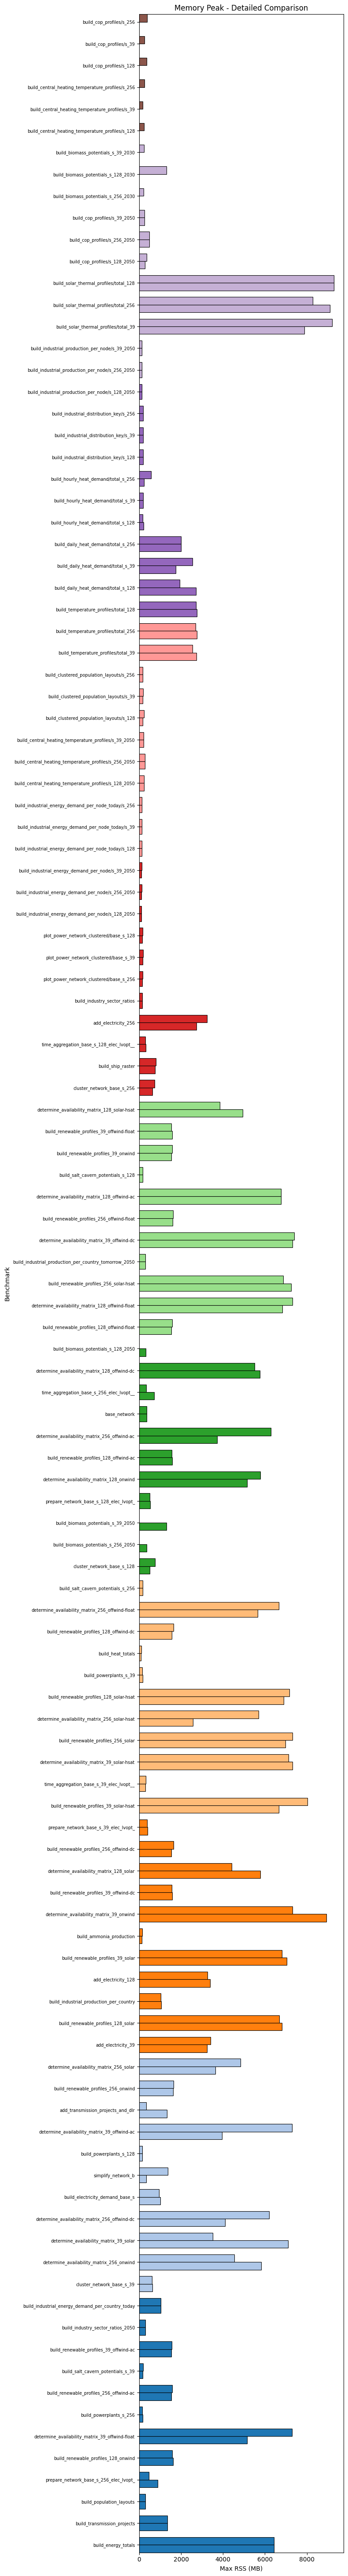 Memory Peak - Detailed Comparison
build_cop_profiles/s_256
build_cop_profiles/s_39
build_cop_profiles/s_128
build_central_heating_temperature_profiles/s_256
build_central_heating_temperature_profiles/s_39
build_central_heating_temperature_profiles/s_128
build_biomass_potentials_s_39_2030
build_biomass_potentials_s_128_2030
build_biomass_potentials_s_256_2030
build_cop_profiles/s_39_2050
build_cop_profiles/s_256_2050
build_cop_profiles/s_128_2050
build_solar_thermal_profiles/total_128
build_solar_thermal_profiles/total_256
build_solar_thermal_profiles/total_39
build_industrial_production_per_node/s_39_2050
build_industrial_production_per_node/s_256_2050
build_industrial_production_per_node/s_128_2050
build_industrial_distribution_key/s_256
build_industrial_distribution_key/s_39
build_industrial_distribution_key/s_128
build_hourly_heat_demand/total_s_256
build_hourly_heat_demand/total_s_39
build_hourly_heat_demand/total_s_128
build_daily_heat_demand/total_s_256
build_daily_heat_demand/total_s_39
build_daily_heat_demand/total_s_128
build_temperature_profiles/total_128
build_temperature_profiles/total_256
build_temperature_profiles/total_39
build_clustered_population_layouts/s_256
build_clustered_population_layouts/s_39
build_clustered_population_layouts/s_128
build_central_heating_temperature_profiles/s_39_2050
build_central_heating_temperature_profiles/s_256_2050
build_central_heating_temperature_profiles/s_128_2050
build_industrial_energy_demand_per_node_today/s_256
build_industrial_energy_demand_per_node_today/s_39
build_industrial_energy_demand_per_node_today/s_128
build_industrial_energy_demand_per_node/s_39_2050
build_industrial_energy_demand_per_node/s_256_2050
build_industrial_energy_demand_per_node/s_128_2050
plot_power_network_clustered/base_s_128
plot_power_network_clustered/base_s_39
plot_power_network_clustered/base_s_256
build_industry_sector_ratios
add_electricity_256
time_aggregation_base_s_128_elec_lvopt__
build_ship_raster
cluster_network_base_s_256
determine_availability_matrix_128_solar-hsat
build_renewable_profiles_39_offwind-float
build_renewable_profiles_39_onwind
build_salt_cavern_potentials_s_128
determine_availability_matrix_128_offwind-ac
build_renewable_profiles_256_offwind-float
determine_availability_matrix_39_offwind-dc
build_industrial_production_per_country_tomorrow_2050
build_renewable_profiles_256_solar-hsat
determine_availability_matrix_128_offwind-float
build_renewable_profiles_128_offwind-float
build_biomass_potentials_s_128_2050
determine_availability_matrix_128_offwind-dc
time_aggregation_base_s_256_elec_lvopt__
base_network
determine_availability_matrix_256_offwind-ac
build_renewable_profiles_128_offwind-ac
determine_availability_matrix_128_onwind
prepare_network_base_s_128_elec_lvopt_
build_biomass_potentials_s_39_2050
build_biomass_potentials_s_256_2050
cluster_network_base_s_128
build_salt_cavern_potentials_s_256
determine_availability_matrix_256_offwind-float
build_renewable_profiles_128_offwind-dc
build_heat_totals
build_powerplants_s_39
build_renewable_profiles_128_solar-hsat
determine_availability_matrix_256_solar-hsat
build_renewable_profiles_256_solar
determine_availability_matrix_39_solar-hsat
time_aggregation_base_s_39_elec_lvopt__
build_renewable_profiles_39_solar-hsat
prepare_network_base_s_39_elec_lvopt_
build_renewable_profiles_256_offwind-dc
determine_availability_matrix_128_solar
build_renewable_profiles_39_offwind-dc
determine_availability_matrix_39_onwind
build_ammonia_production
build_renewable_profiles_39_solar
add_electricity_128
build_industrial_production_per_country
build_renewable_profiles_128_solar
add_electricity_39
determine_availability_matrix_256_solar
build_renewable_profiles_256_onwind
add_transmission_projects_and_dlr
determine_availability_matrix_39_offwind-ac
build_powerplants_s_128
simplify_network_b
build_electricity_demand_base_s
determine_availability_matrix_256_offwind-dc
determine_availability_matrix_39_solar
determine_availability_matrix_256_onwind
cluster_network_base_s_39
build_industrial_energy_demand_per_country_today
build_industry_sector_ratios_2050
build_renewable_profiles_39_offwind-ac
build_salt_cavern_potentials_s_39
build_renewable_profiles_256_offwind-ac
build_powerplants_s_256
determine_availability_matrix_39_offwind-float
build_renewable_profiles_128_onwind
prepare_network_base_s_256_elec_lvopt_
build_population_layouts
build_transmission_projects
build_energy_totals
Benchmark
0 2000 4000 6000 8000
Max RSS (MB)